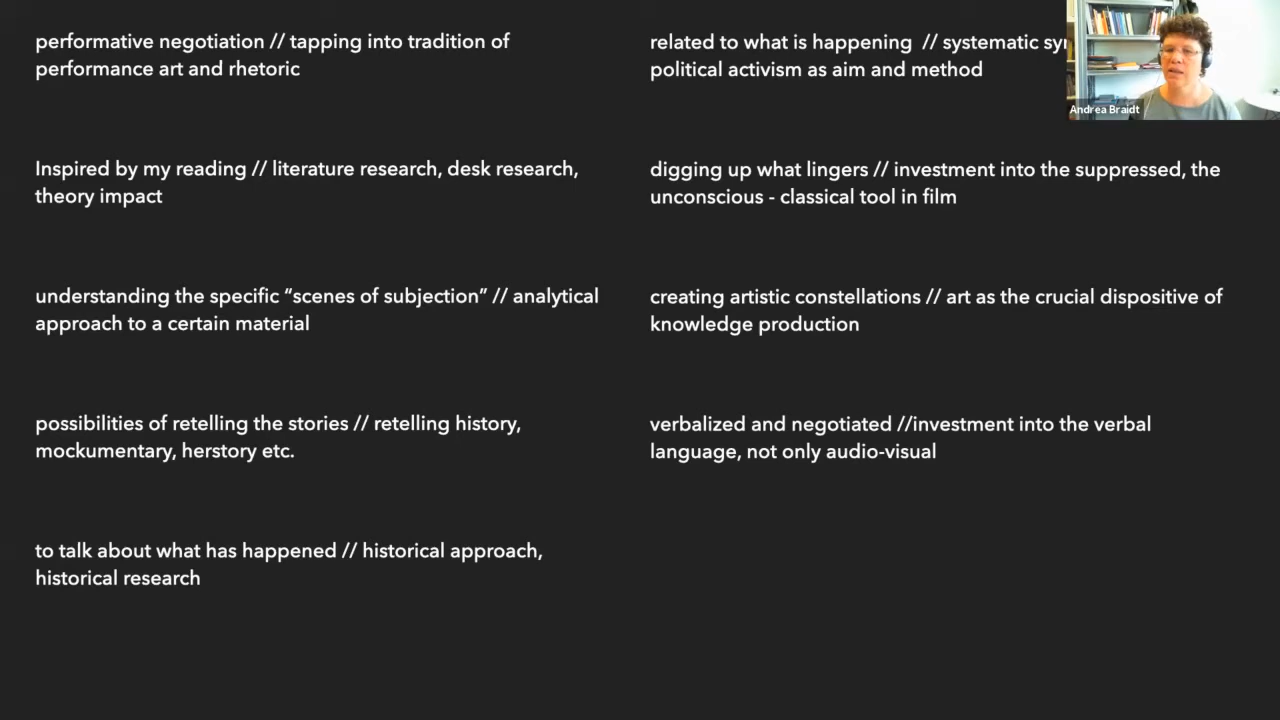 performative negotiation // tapping into tradition of
performance art and rhetoric
Inspired by my reading // literature research, desk research,
theory impact
understanding the specific “scenes of subjection” // analytical
approach to a certain material
possibilities of retelling the stories // retelling history,
mockumentary, herstory etc.
to talk about what has happened // historical approach,
historical research
related to what is happening // systematic
political activism as aim and method
digging up what lingers // investment into the suppressed, the
unconscious - classical tool in film
creating artistic constellations // art as the crucial dispositive of
knowledge production
verbalized and negotiated //investment into the verbal
language, not only audio-visual
Andrea Braidt